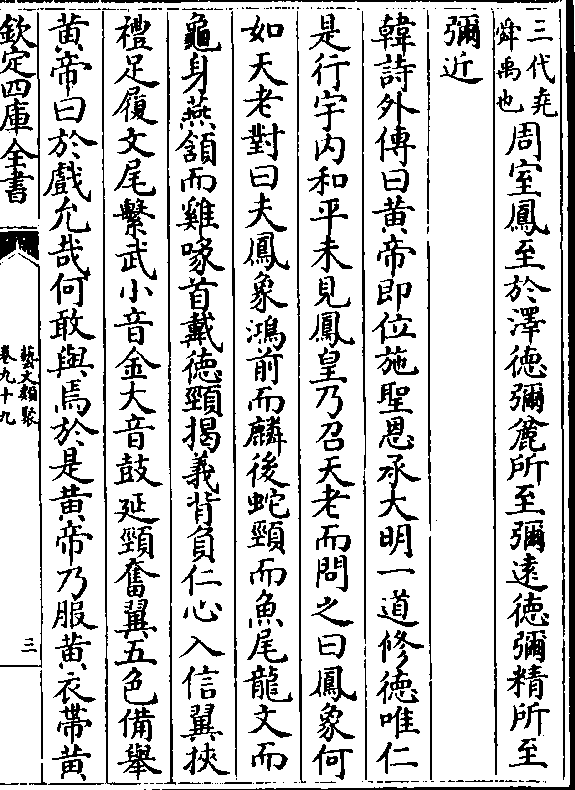 三代堯
舜禹也
周室鳳至於澤德彌麄所至彌遠德彌精所至
彌近
韓詩外傳曰黄帝即位施聖恩承大明一道修德唯仁
是行宇内和平未見鳳皇乃召天老而問之曰鳳象何
如天老對曰夫鳳象鴻前而麟後蛇頸而魚尾龍文而
龜身燕頷而雞喙首戴德頸揭義背負仁心入信翼挾
禮足履文尾繫武小音金大音鼓延頸奮翼五色備舉
黄帝曰於戲允哉何敢與焉於是黄帝乃服黄衣帶黄
欽定四庫全書
藝文類聚
卷九十九
三